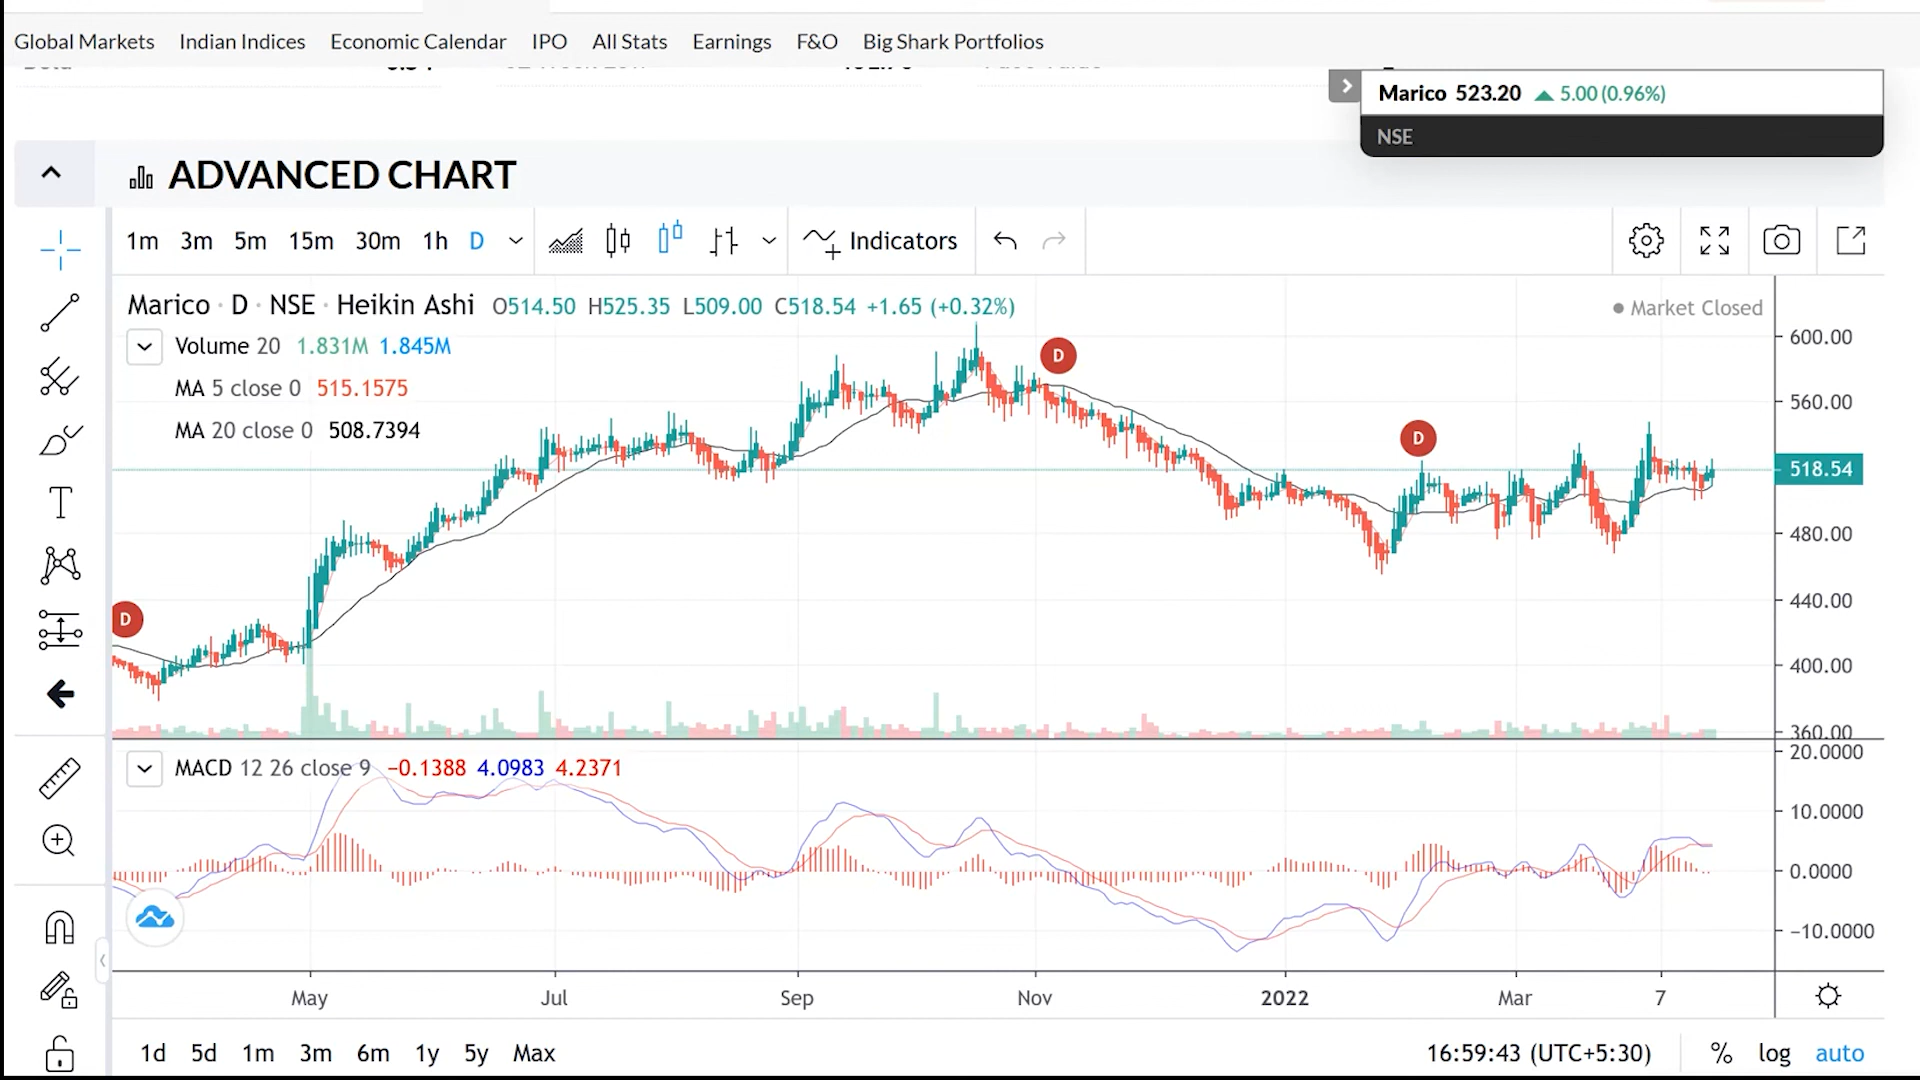 Global Markets Indian Indices Economic Calendar IPO All Stats Earnings F&O Big Shark Portfolios
Marico 523.20 ▲ 5.00 (0.96%)
NSE
ADVANCED CHART
1m 3m 5m 15m 30m 1h D Indicators
Marico · D · NSE · Heikin Ashi O514.50 H525.35 L509.00 C518.54 +1.65 (+0.32%)
Market Closed
Volume 20 1.831M 1.845M
MA 5 close 0 515.1575
MA 20 close 0 508.7394
D
D
D
600.00
560.00
518.54
480.00
440.00
400.00
360.00
MACD 12 26 close 9 −0.1388 4.0983 4.2371
20.0000
10.0000
0.0000
−10.0000
May Jul Sep Nov 2022 Mar 7
1d 5d 1m 3m 6m 1y 5y Max 16:59:43 (UTC+5:30) % log auto